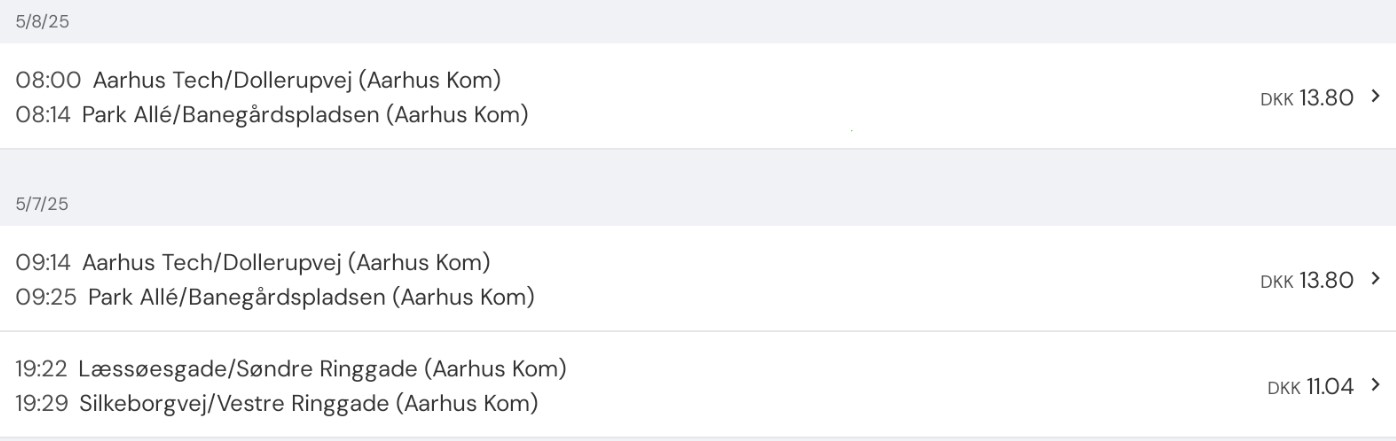 5/8/25
08:00 Aarhus Tech/Dollerupvej (Aarhus Kom)
08:14 Park Allé/Banegårdspladsen (Aarhus Kom)
DKK 13.80
5/7/25
09:14 Aarhus Tech/Dollerupvej (Aarhus Kom)
09:25 Park Allé/Banegårdspladsen (Aarhus Kom)
DKK 13.80
19:22 Læssøesgade/Søndre Ringgade (Aarhus Kom)
19:29 Silkeborgvej/Vestre Ringgade (Aarhus Kom)
DKK 11.04